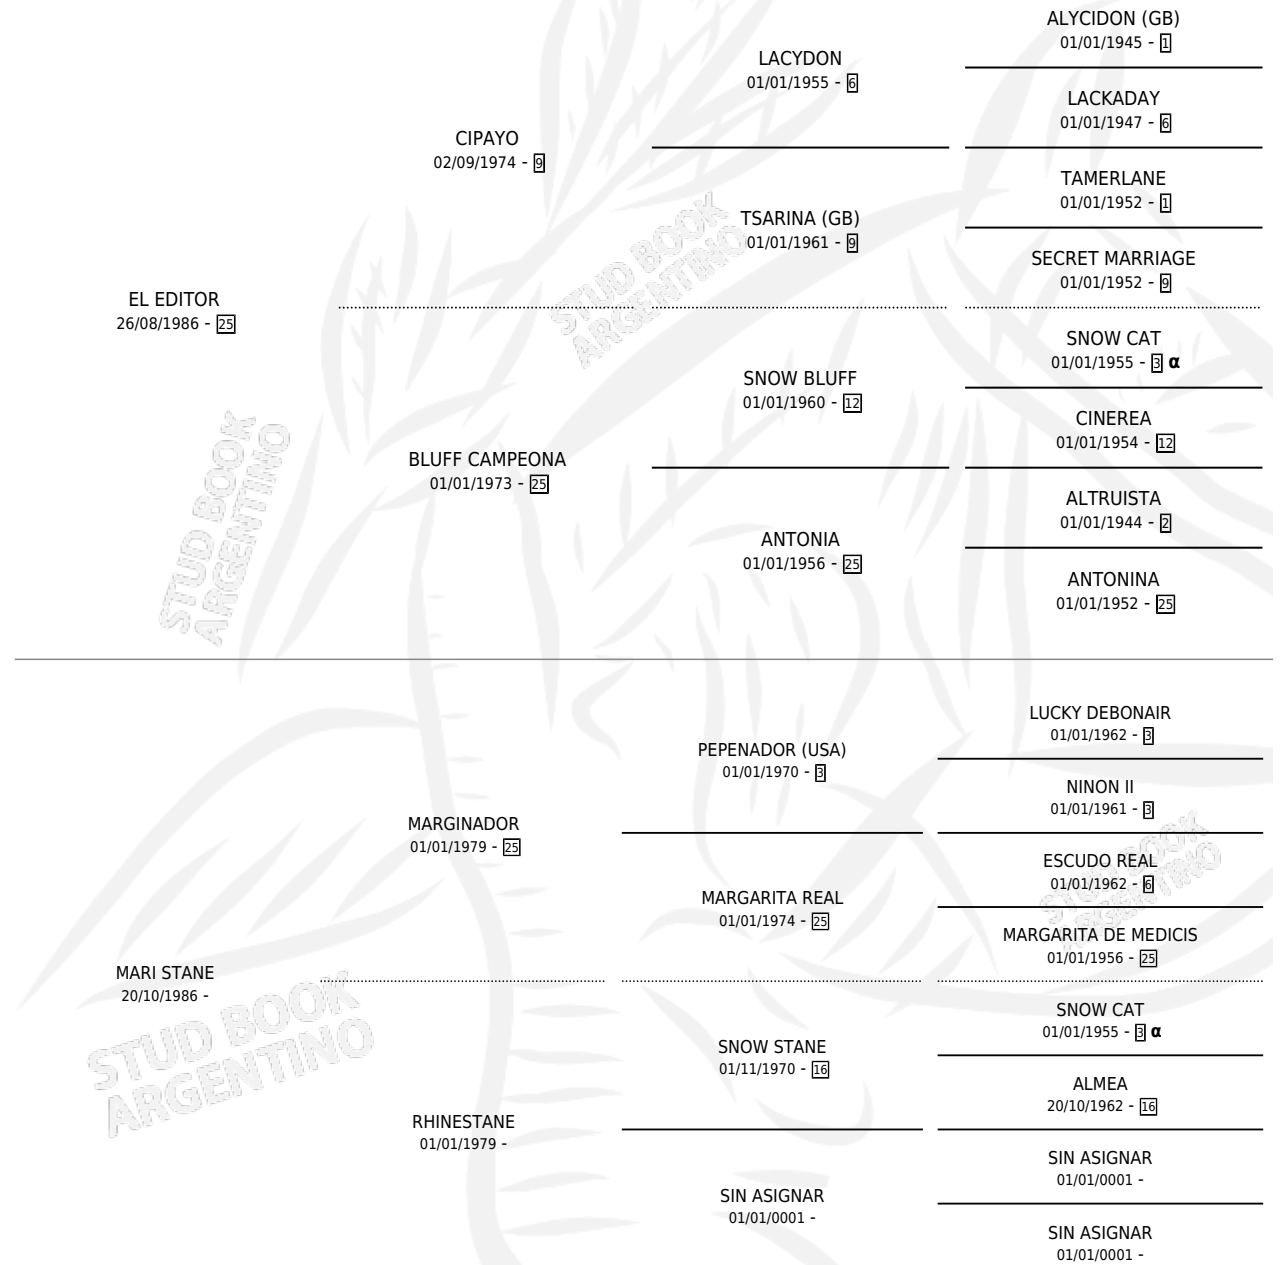 ALYCIDON (GB)
01/01/1945 - 1
LACYDON
01/01/1955 - 6
LACKADAY
01/01/1947 - 6
CIPAYO
02/09/1974 - 9
TAMERLANE
01/01/1952 - 1
TSARINA (GB)
01/01/1961 - 9
SECRET MARRIAGE
01/01/1952 - 9
EL EDITOR
26/08/1986 - 25
SNOW CAT
01/01/1955 - 3 α
SNOW BLUFF
01/01/1960 - 12
CINEREA
01/01/1954 - 12
BLUFF CAMPEONA
01/01/1973 - 25
ALTRUISTA
01/01/1944 - 2
ANTONIA
01/01/1956 - 25
ANTONINA
01/01/1952 - 25
LUCKY DEBONAIR
01/01/1962 - 3
PEPENADOR (USA)
01/01/1970 - 3
NINON II
01/01/1961 - 3
MARGINADOR
01/01/1979 - 25
ESCUDO REAL
01/01/1962 - 6
MARGARITA REAL
01/01/1974 - 25
MARGARITA DE MEDICIS
01/01/1956 - 25
MARI STANE
20/10/1986 -
SNOW CAT
01/01/1955 - 3 α
SNOW STANE
01/11/1970 - 16
ALMEA
20/10/1962 - 16
RHINESTANE
01/01/1979 -
SIN ASIGNAR
01/01/0001 -
SIN ASIGNAR
01/01/0001 -
SIN ASIGNAR
01/01/0001 -
STUD BOOK
ARGENTINO
STUD BOOK
ARGENTINO
STUD BOOK
ARGENTINO
STUD BOOK
ARGENTINO